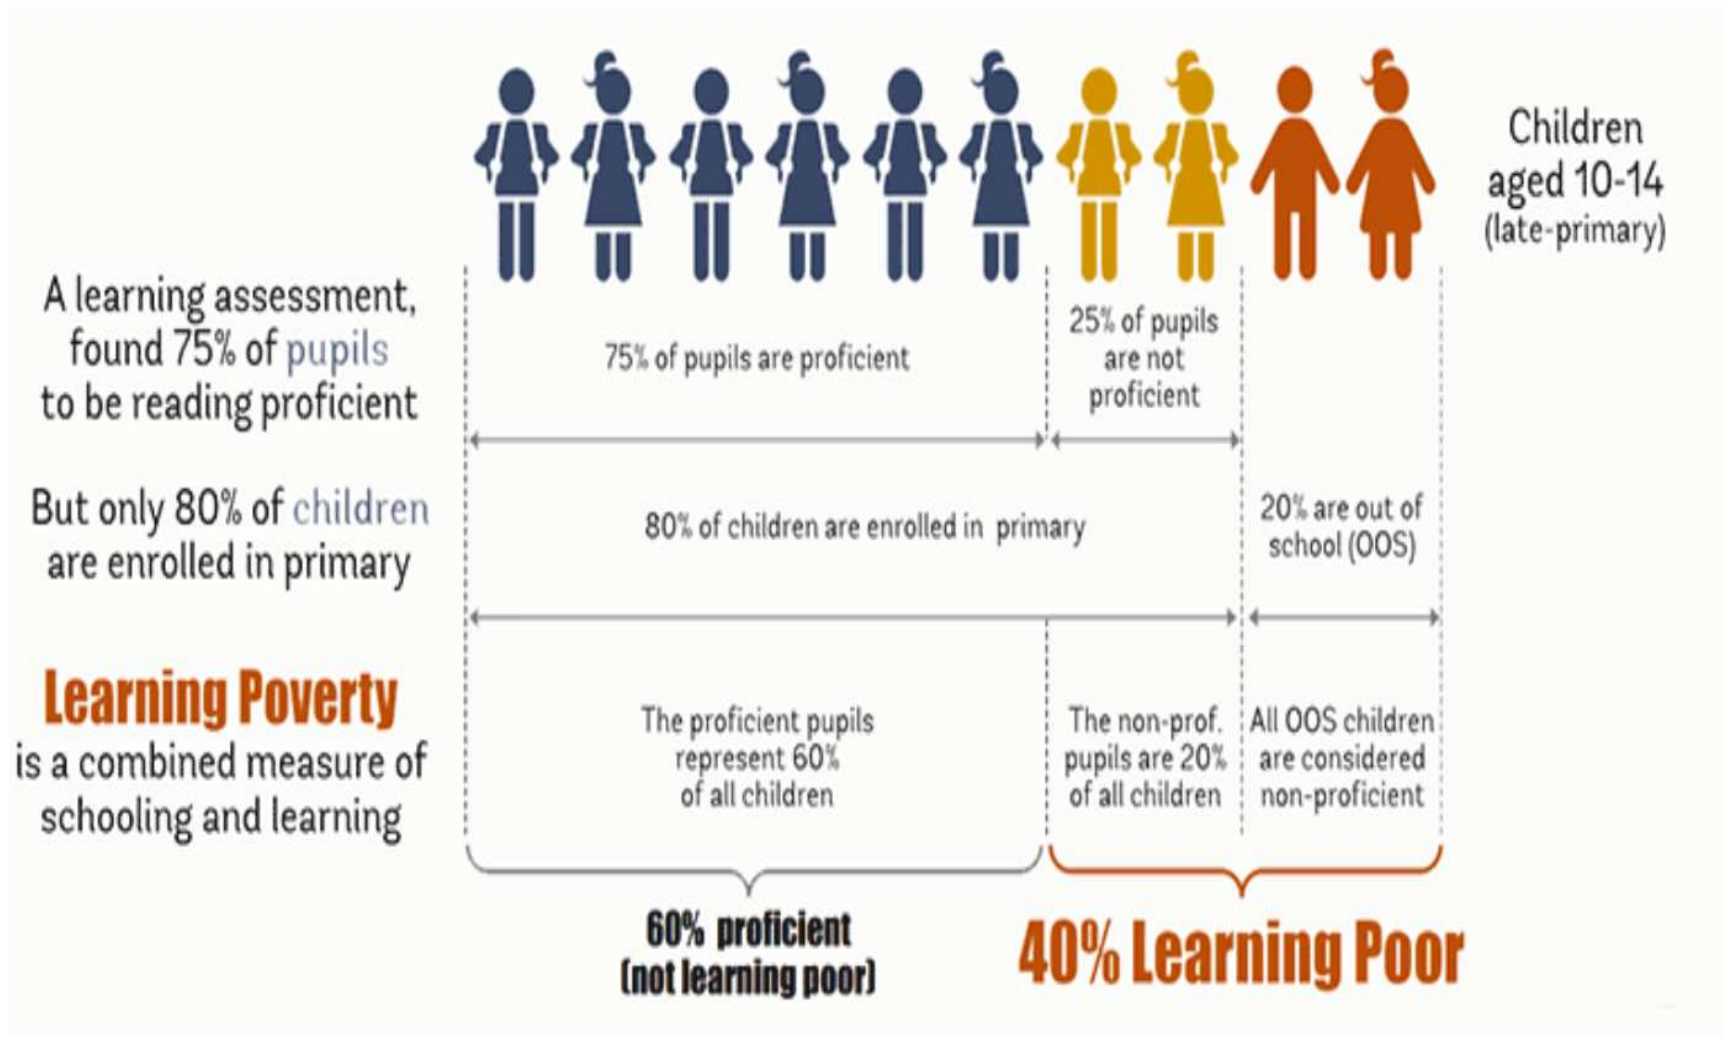 Children
aged 10-14
(late-primary)
A learning assessment,
found 75% of pupils
to be reading proficient
75% of pupils are proficient
25% of pupils
are not
proficient
But only 80% of children
are enrolled in primary
80% of children are enrolled in primary
20% are out of
school (OOS)
Learning Poverty
is a combined measure of
schooling and learning
The proficient pupils
represent 60%
of all children
The non-prof.
pupils are 20%
of all children
All OOS children
are considered
non-proficient
60% proficient
(not learning poor)
40% Learning Poor